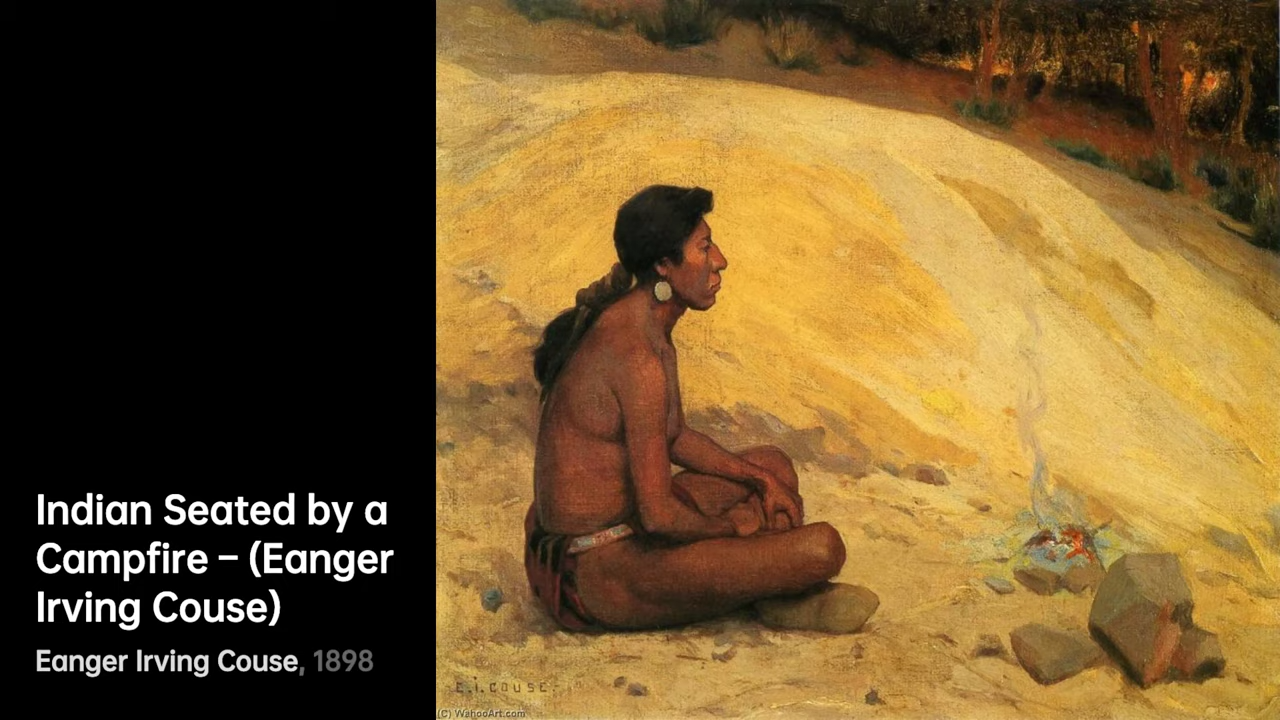 Indian Seated by a
Campfire – (Eanger
Irving Couse)
Eanger Irving Couse, 1898
E.I.COUSE.
(C) WahooArt.com